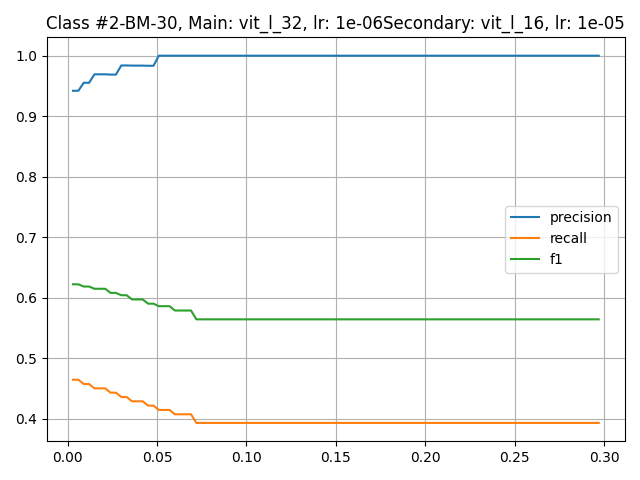 Class #2-BM-30, Main: vit_l_32, lr: 1e-06Secondary: vit_l_16, lr: 1e-05
1.0
0.9
0.8
0.7
0.6
0.5
0.4
precision
recall
f1
0.00 0.05 0.10 0.15 0.20 0.25 0.30